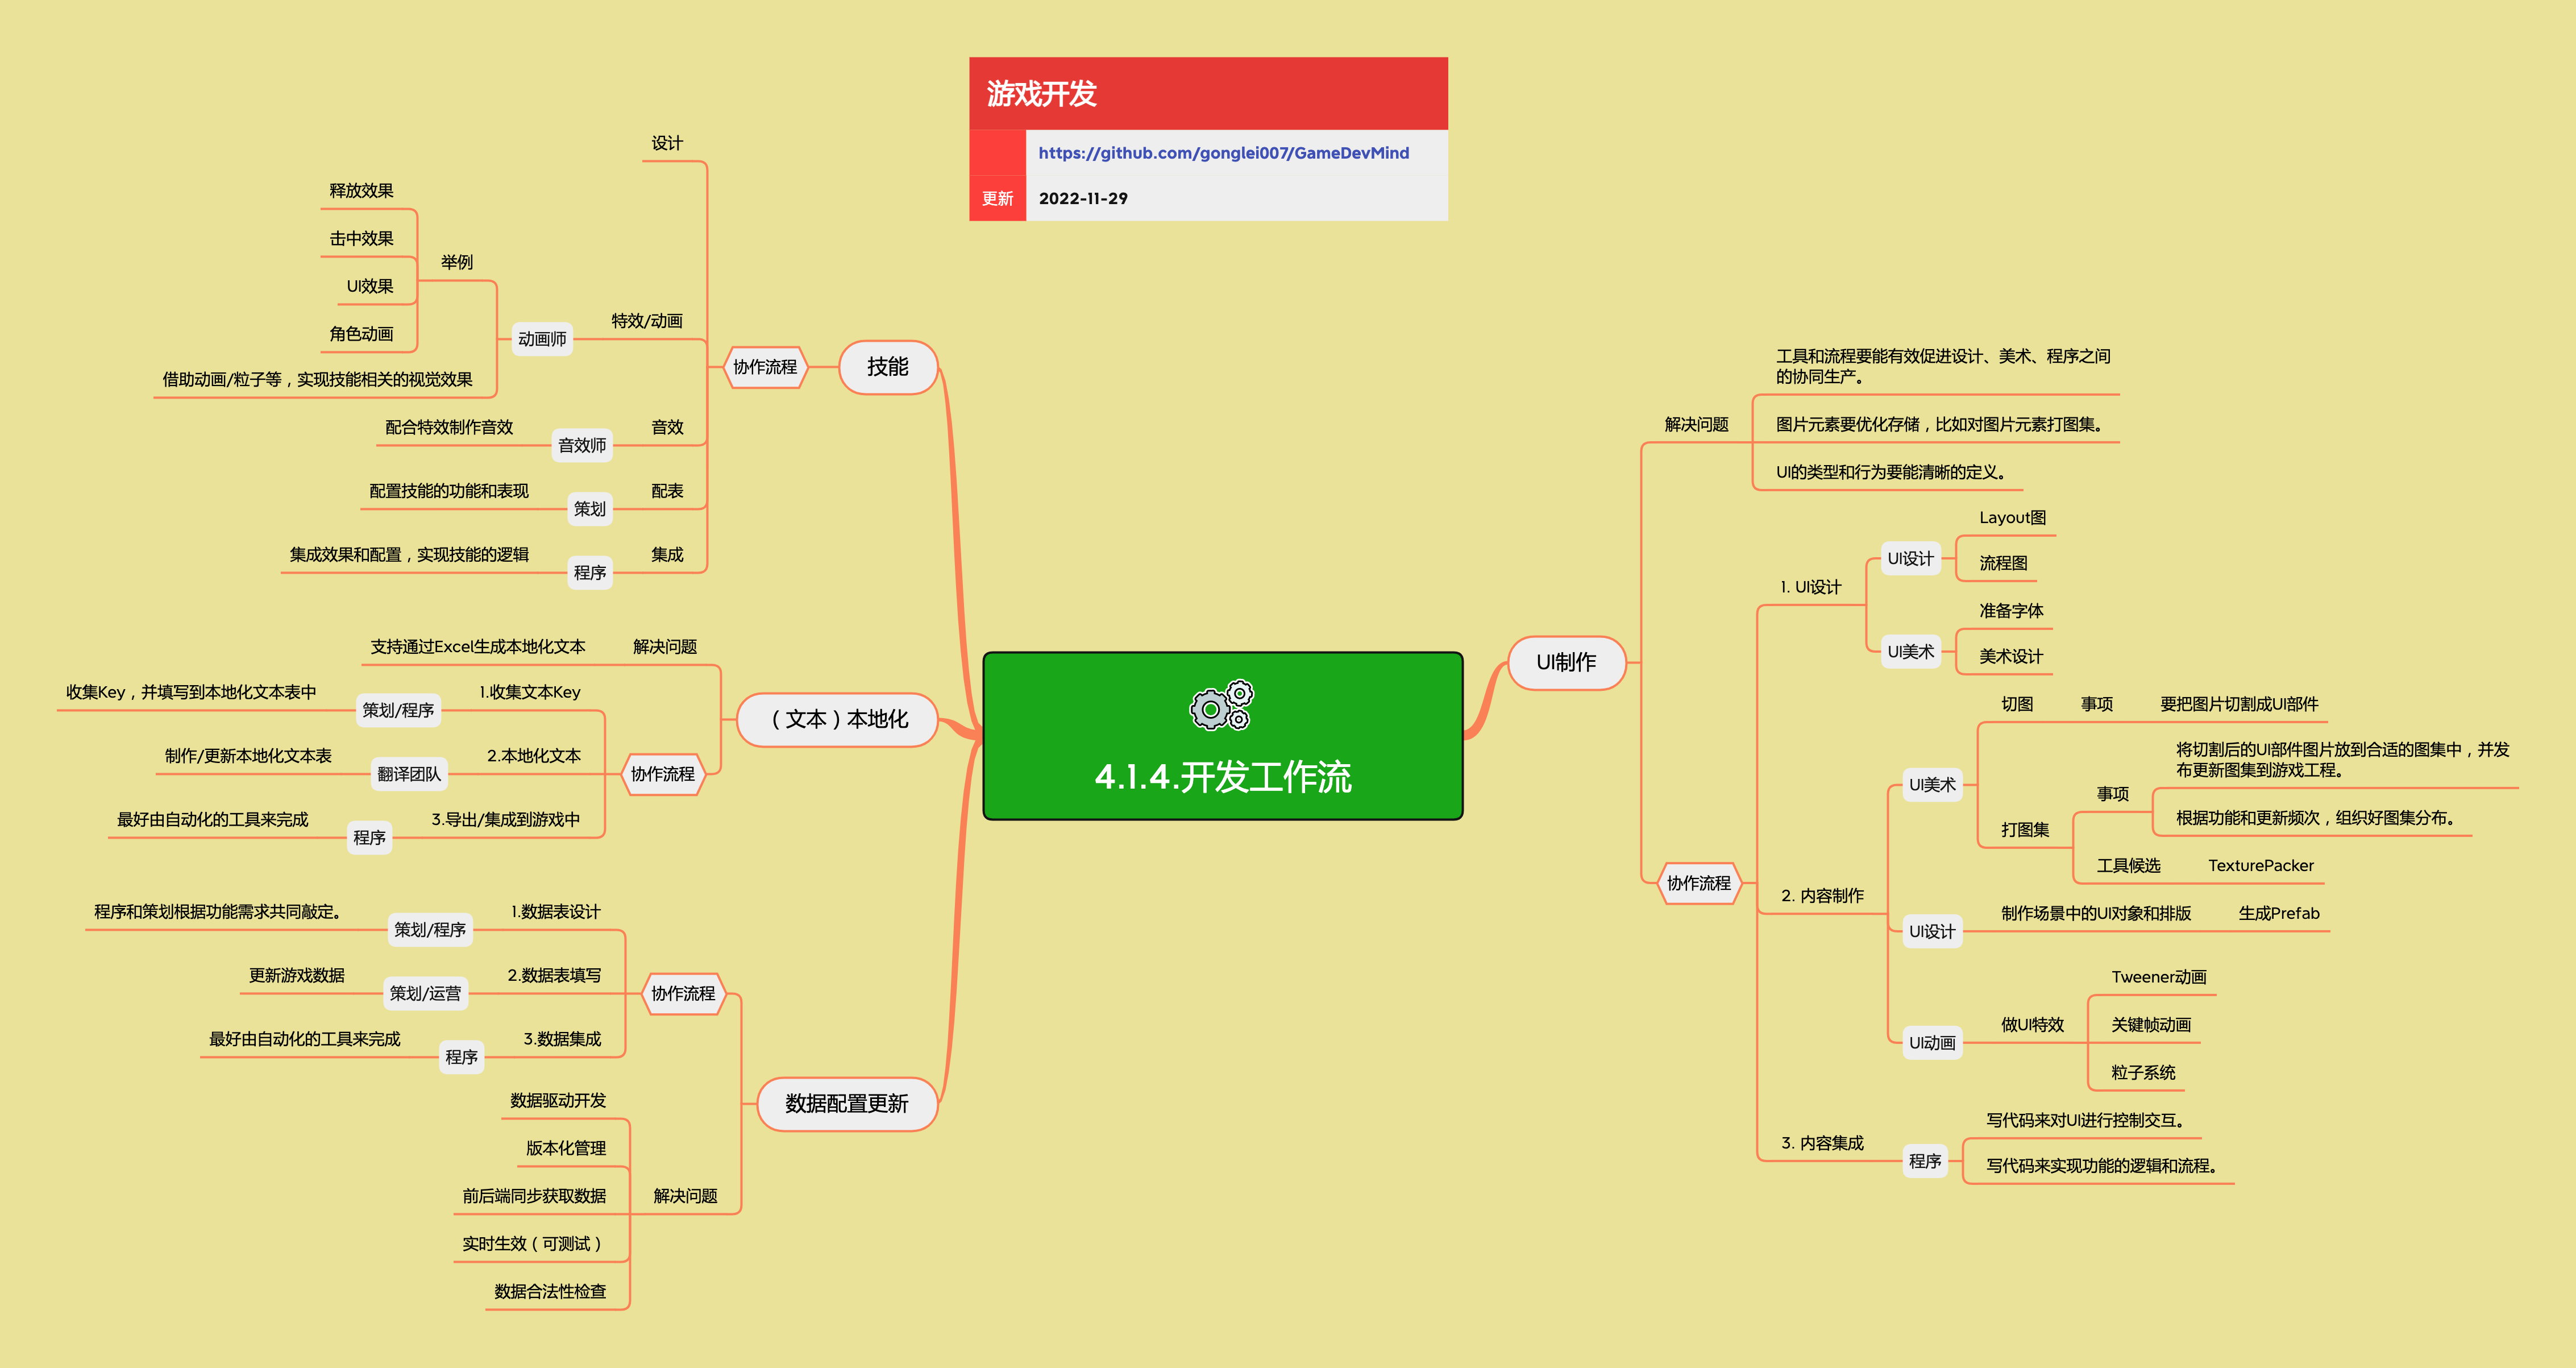 游戏开发
https://github.com/gonglei007/GameDevMind
更新
2022-11-29
4.1.4.开发工作流
技能
协作流程
设计
特效/动画
动画师
举例
释放效果
击中效果
UI效果
角色动画
借助动画/粒子等，实现技能相关的视觉效果
音效
音效师
配合特效制作音效
配表
策划
配置技能的功能和表现
集成
程序
集成效果和配置，实现技能的逻辑
（文本）本地化
解决问题
支持通过Excel生成本地化文本
协作流程
1.收集文本Key
策划/程序
收集Key，并填写到本地化文本表中
2.本地化文本
翻译团队
制作/更新本地化文本表
3.导出/集成到游戏中
程序
最好由自动化的工具来完成
数据配置更新
协作流程
1.数据表设计
策划/程序
程序和策划根据功能需求共同敲定。
2.数据表填写
策划/运营
更新游戏数据
3.数据集成
程序
最好由自动化的工具来完成
解决问题
数据驱动开发
版本化管理
前后端同步获取数据
实时生效（可测试）
数据合法性检查
UI制作
解决问题
工具和流程要能有效促进设计、美术、程序之间
的协同生产。
图片元素要优化存储，比如对图片元素打图集。
UI的类型和行为要能清晰的定义。
协作流程
1. UI设计
UI设计
Layout图
流程图
UI美术
准备字体
美术设计
2. 内容制作
UI美术
切图
事项
要把图片切割成UI部件
打图集
事项
将切割后的UI部件图片放到合适的图集中，并发
布更新图集到游戏工程。
根据功能和更新频次，组织好图集分布。
工具候选
TexturePacker
UI设计
制作场景中的UI对象和排版
生成Prefab
UI动画
做UI特效
Tweener动画
关键帧动画
粒子系统
3. 内容集成
程序
写代码来对UI进行控制交互。
写代码来实现功能的逻辑和流程。